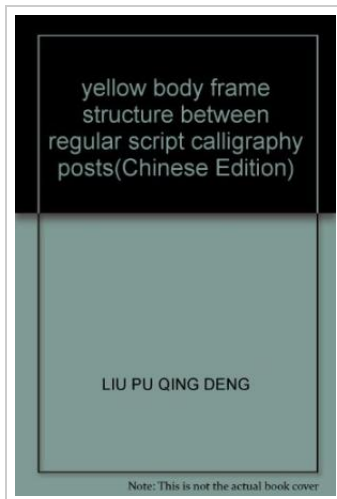 yellow body frame
structure between
regular script calligraphy
posts(Chinese Edition)
LIU PU QING DENG
Note: This is not the actual book cover